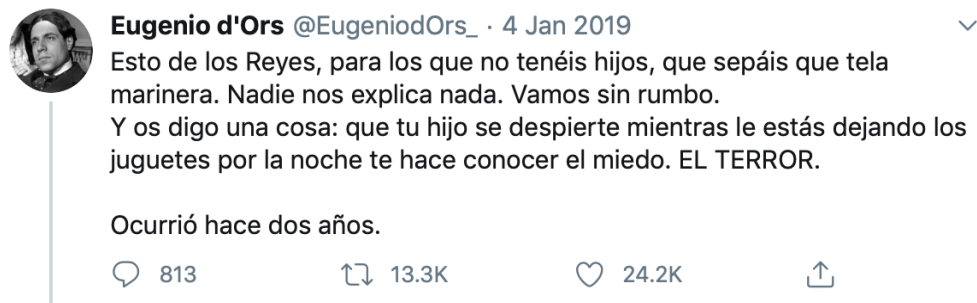 Eugenio d'Ors @EugeniodOrs_ · 4 Jan 2019
Esto de los Reyes, para los que no tenéis hijos, que sepáis que tela
marinera. Nadie nos explica nada. Vamos sin rumbo.
Y os digo una cosa: que tu hijo se despierte mientras le estás dejando los
juguetes por la noche te hace conocer el miedo. EL TERROR.
Ocurrió hace dos años.
813 13.3K 24.2K